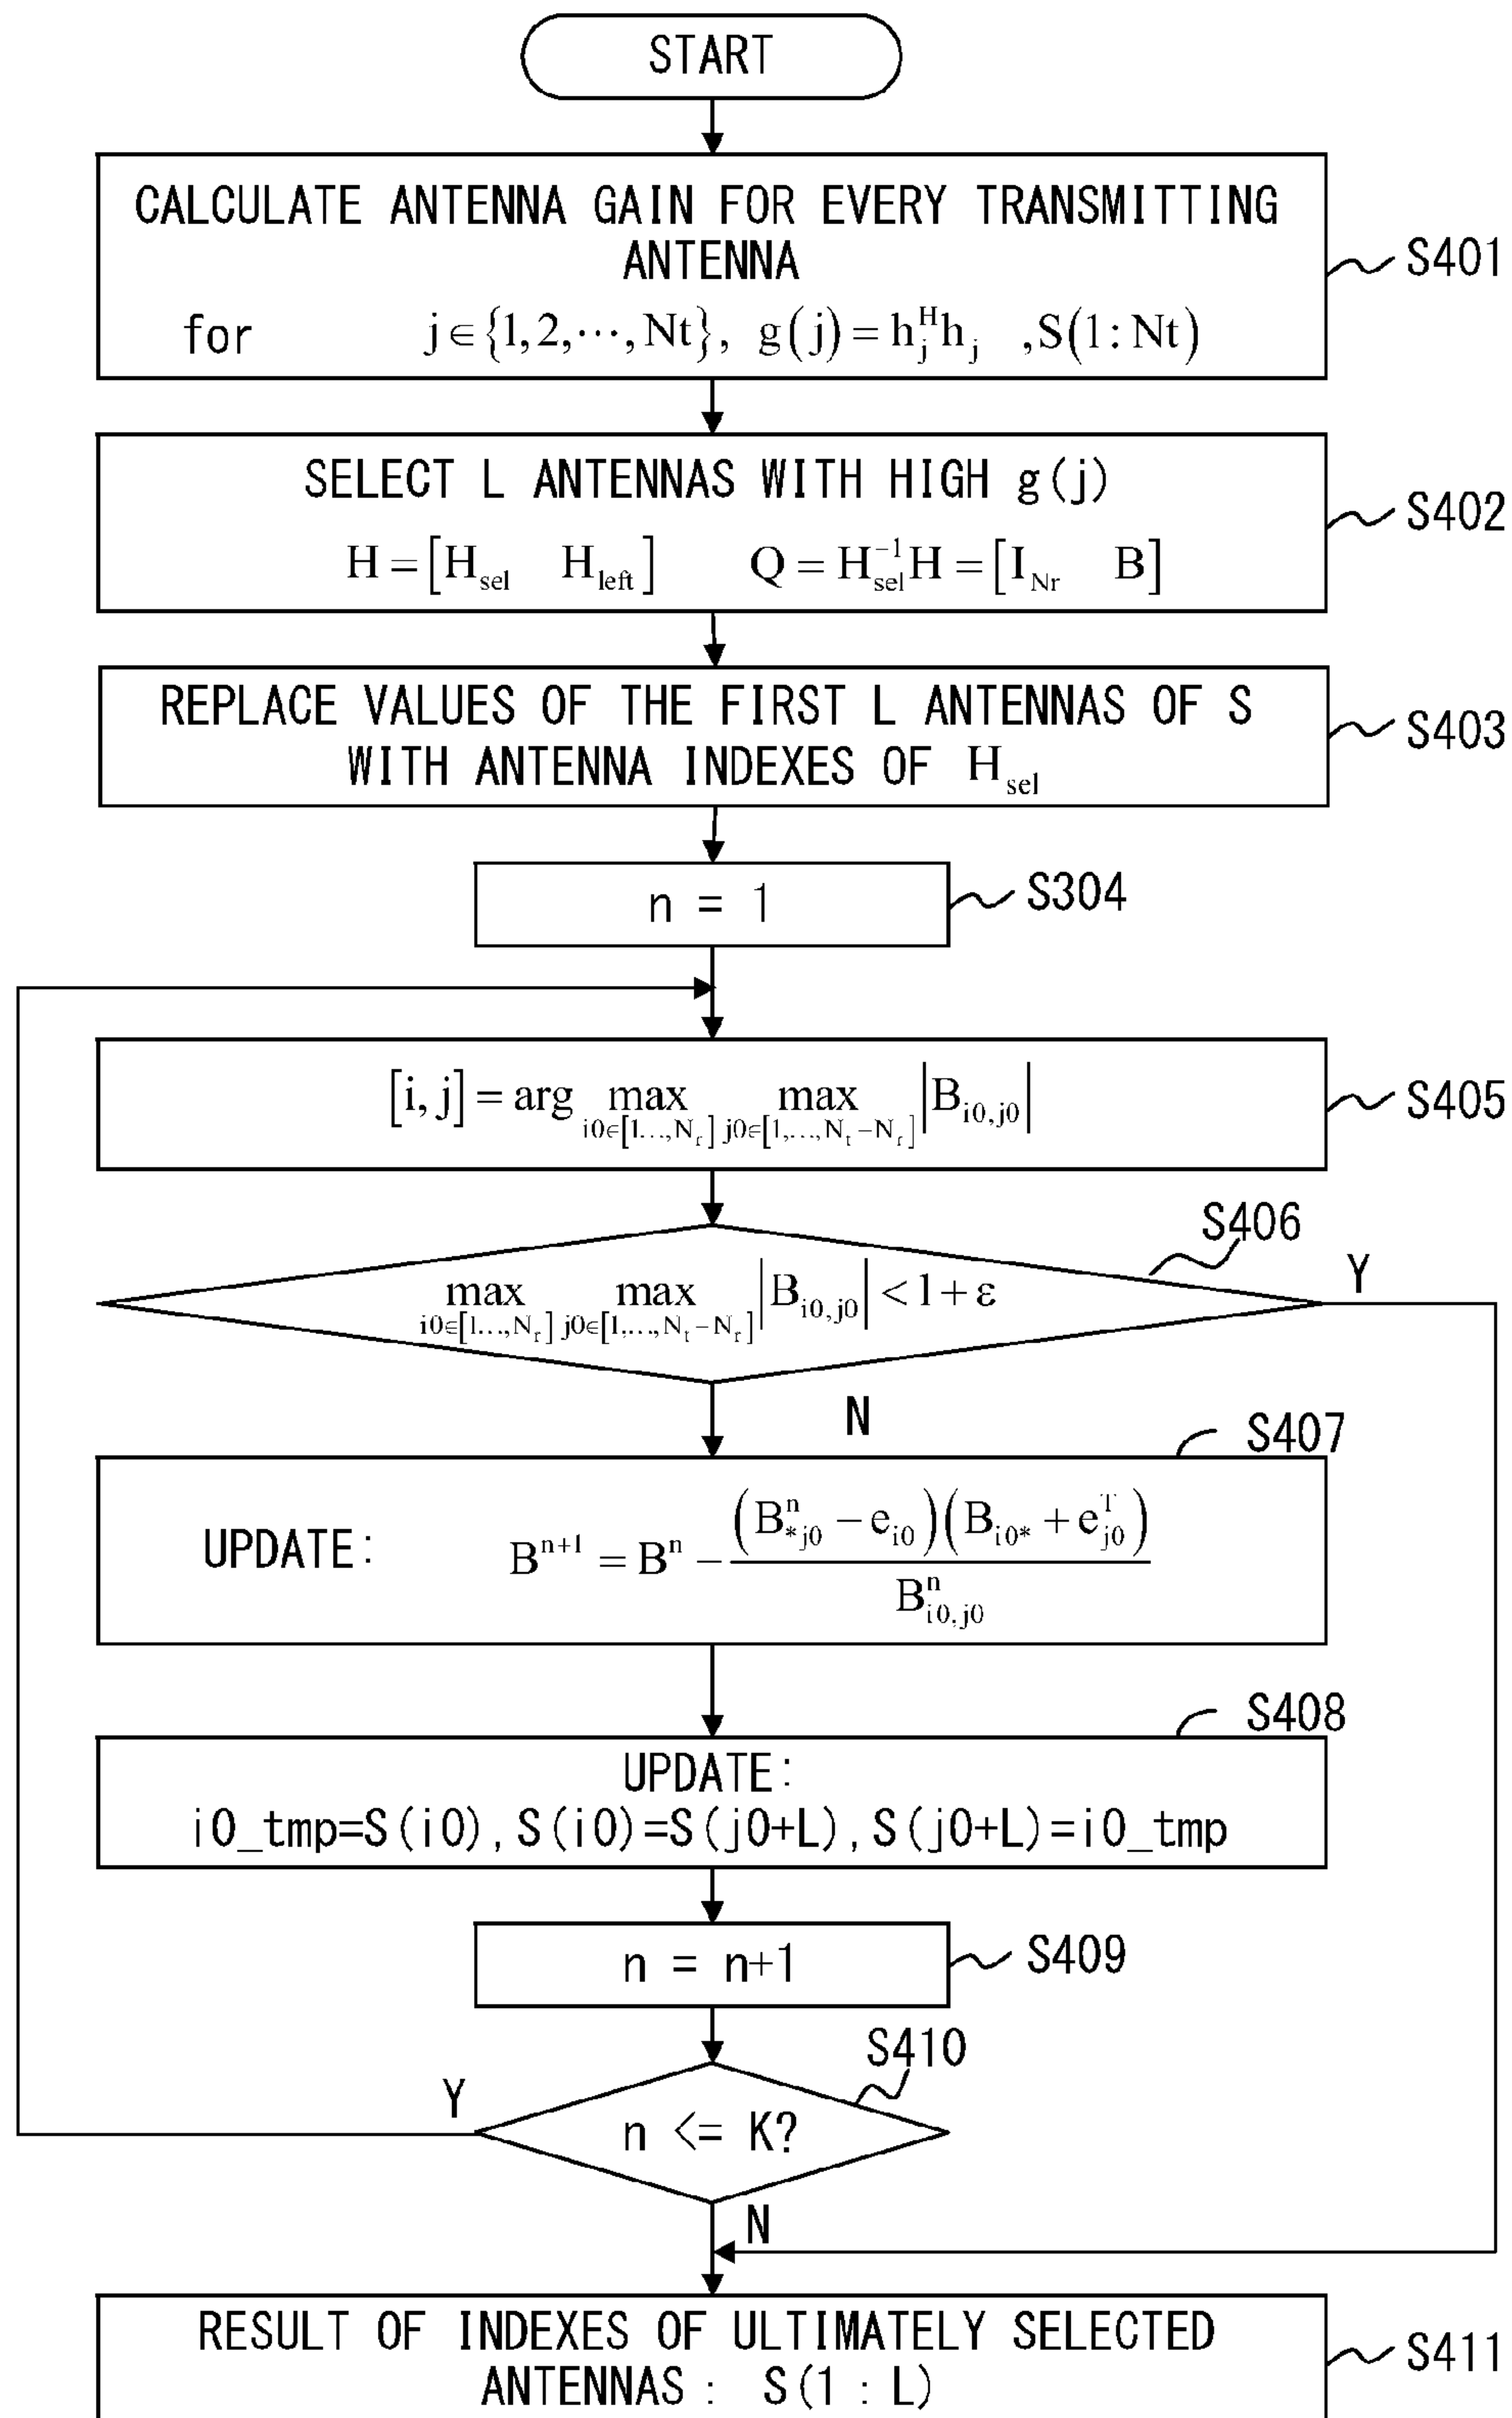 START
CALCULATE ANTENNA GAIN FOR EVERY TRANSMITTING
ANTENNA
for j∈{1,2,⋯,Nt}, g(j)=h_j^H h_j ,S(1:Nt)
S401
SELECT L ANTENNAS WITH HIGH g(j)
H=[H_sel H_left] Q=H_sel^{-1}H=[I_Nr B]
S402
REPLACE VALUES OF THE FIRST L ANTENNAS OF S
WITH ANTENNA INDEXES OF H_sel
S403
n = 1
S304
[i,j]=arg max_{i0∈[1...,N_r]} max_{j0∈[1,...,N_t-N_r]} |B_{i0,j0}|
S405
S406
max_{i0∈[1...,N_r]} max_{j0∈[1,...,N_t-N_r]} |B_{i0,j0}|<1+ε
Y
N
S407
UPDATE: B^{n+1}=B^n-\frac{(B_{*j0}^n-e_{i0})(B_{i0*}+e_{j0}^T)}{B_{i0,j0}^n}
S408
UPDATE:
i0_tmp=S(i0),S(i0)=S(j0+L),S(j0+L)=i0_tmp
n = n+1
S409
S410
Y
n <= K?
N
RESULT OF INDEXES OF ULTIMATELY SELECTED
ANTENNAS: S(1:L)
S411